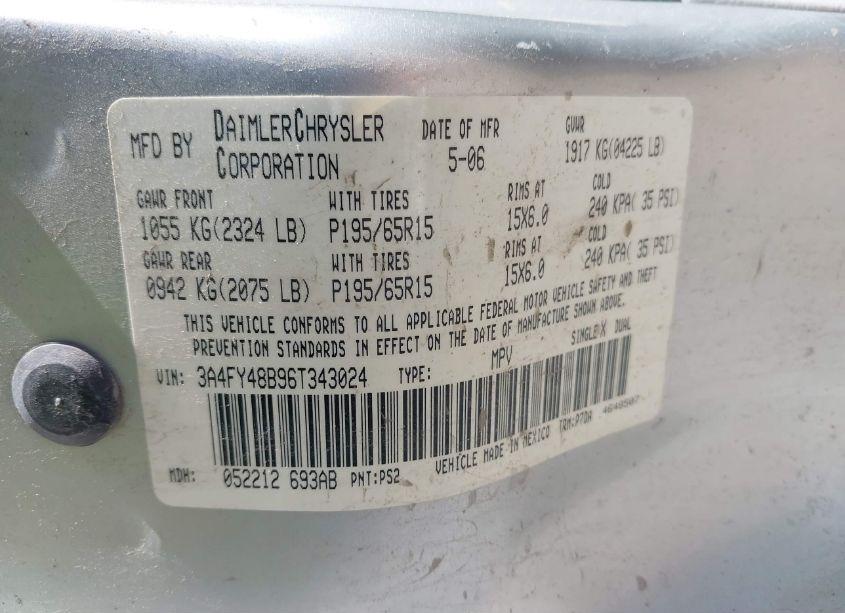 MFD BY DAIMLERCHRYSLER CORPORATION DATE OF MFR 5-06 GVWR 1917 KG(04225 LB)
GAWR FRONT WITH TIRES RIMS AT COLD
1055 KG(2324 LB) P195/65R15 15X6.0 240 KPA( 35 PSI)
GAWR REAR WITH TIRES RIMS AT COLD
0942 KG(2075 LB) P195/65R15 15X6.0 240 KPA( 35 PSI)
THIS VEHICLE CONFORMS TO ALL APPLICABLE FEDERAL MOTOR VEHICLE SAFETY AND THEFT
PREVENTION STANDARDS IN EFFECT ON THE DATE OF MANUFACTURE SHOWN ABOVE.
VIN: 3A4FY48B96T343024 TYPE: MPV SINGLE X DUAL
MDH: 052212 693AB PNT:PS2 VEHICLE MADE IN MEXICO TRM:P7DA 4648507